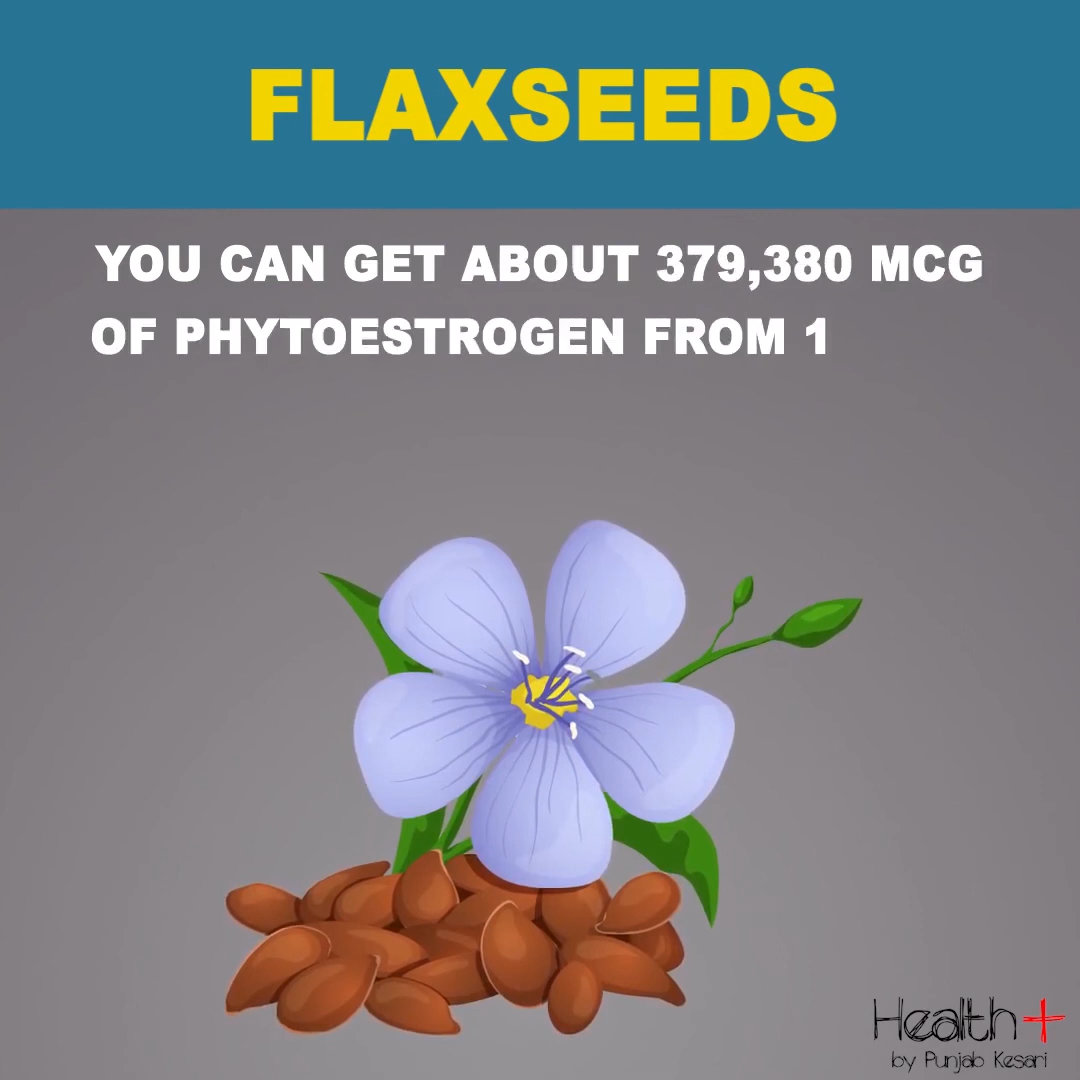 FLAXSEEDS
YOU CAN GET ABOUT 379,380 MCG
OF PHYTOESTROGEN FROM 1
Health+
by Punjab Kesari